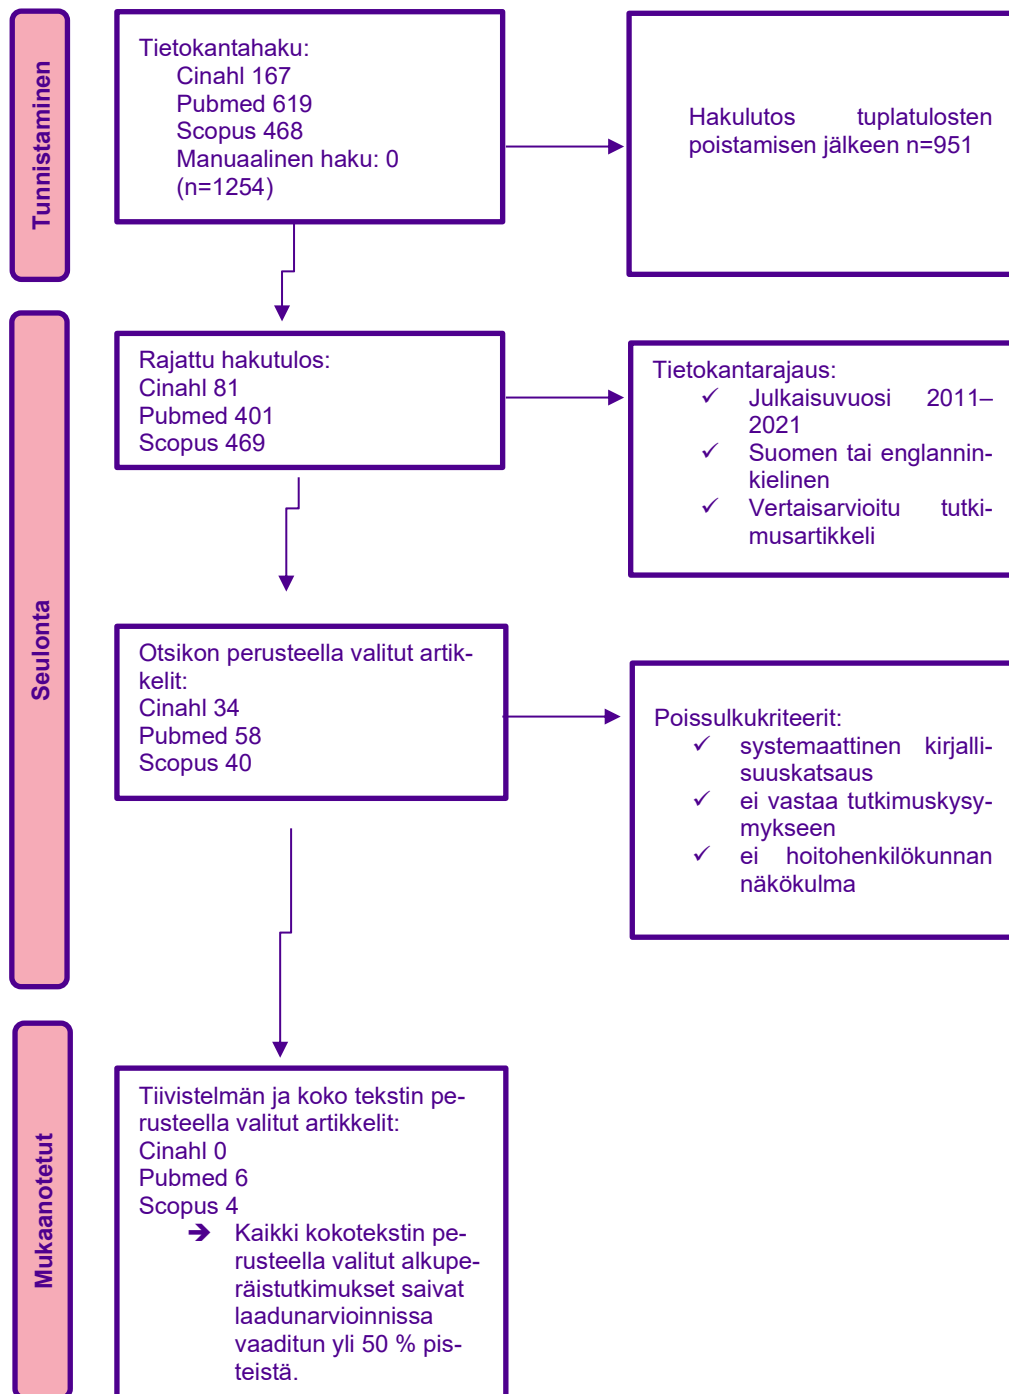 Tunnistaminen
Tietokantahaku:
Cinahl 167
Pubmed 619
Scopus 468
Manuaalinen haku: 0
(n=1254)
Hakulutos tuplatulosten
poistamisen jälkeen n=951
Seulonta
Rajattu hakutulos:
Cinahl 81
Pubmed 401
Scopus 469
Tietokantarajaus:
✓ Julkaisuvuosi 2011–
2021
✓ Suomen tai englannin-
kielinen
✓ Vertaisarvioitu tutki-
musartikkeli
Otsikon perusteella valitut artik-
kelit:
Cinahl 34
Pubmed 58
Scopus 40
Poissulkukriteerit:
✓ systemaattinen kirjalli-
suuskatsaus
✓ ei vastaa tutkimuskysy-
mykseen
✓ ei hoitohenkilökunnan
näkökulma
Mukaanotetut
Tiivistelmän ja koko tekstin pe-
rusteella valitut artikkelit:
Cinahl 0
Pubmed 6
Scopus 4
➔ Kaikki kokotekstin pe-
rusteella valitut alkupe-
räistutkimukset saivat
laadunarvioinnissa
vaaditun yli 50 % pis-
teistä.